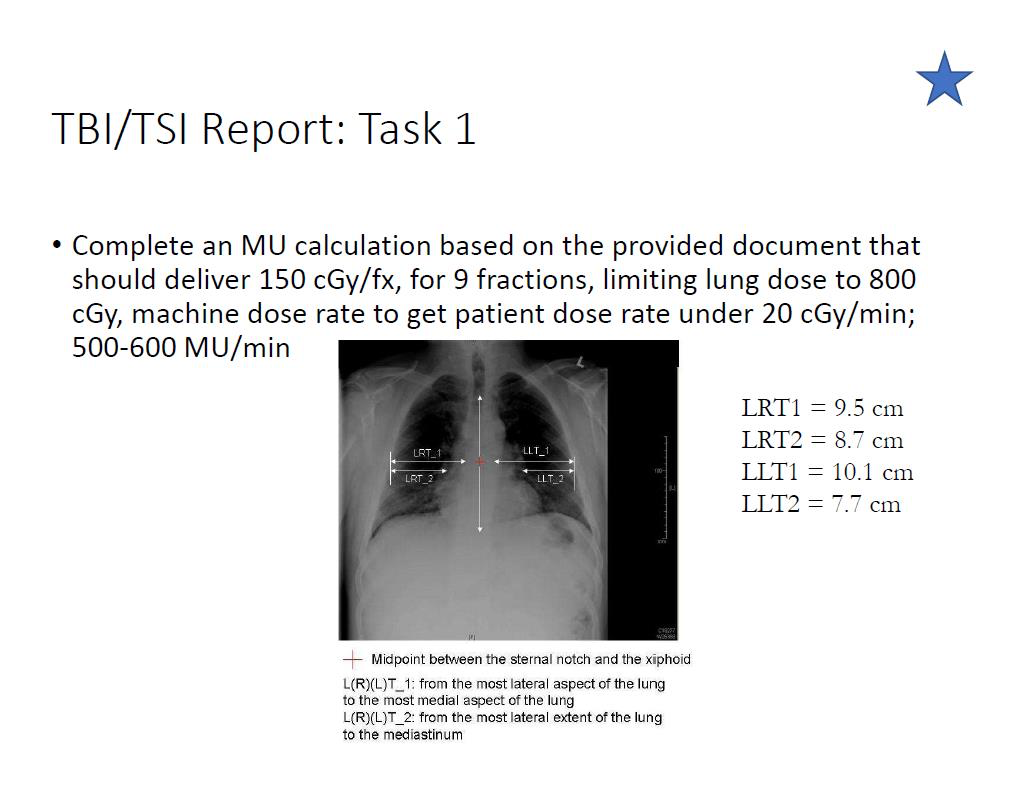 TBI/TSI Report: Task 1
• Complete an MU calculation based on the provided document that
should deliver 150 cGy/fx, for 9 fractions, limiting lung dose to 800
cGy, machine dose rate to get patient dose rate under 20 cGy/min;
500-600 MU/min
L
LRT_1
LLT_1
LRT_2
LLT_2
LRT1 = 9.5 cm
LRT2 = 8.7 cm
LLT1 = 10.1 cm
LLT2 = 7.7 cm
Midpoint between the sternal notch and the xiphoid
L(R)(L)T_1: from the most lateral aspect of the lung
to the most medial aspect of the lung
L(R)(L)T_2: from the most lateral extent of the lung
to the mediastinum